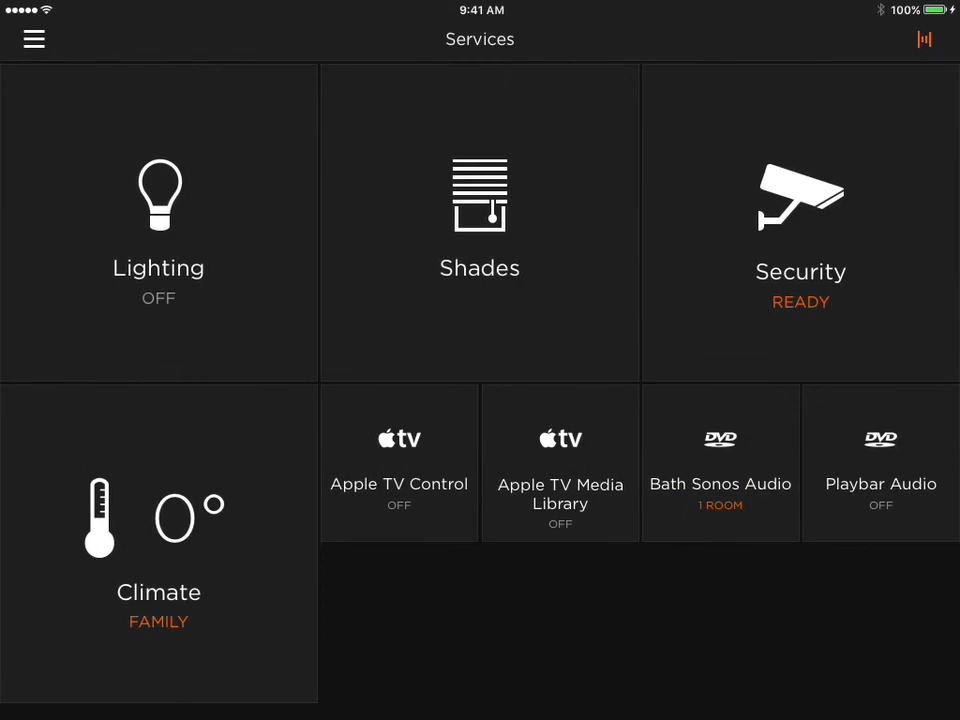 9:41 AM
100%
Services
Lighting
OFF
Shades
Security
READY
0°
Climate
FAMILY
tv
Apple TV Control
OFF
tv
Apple TV Media
Library
OFF
DVD
Bath Sonos Audio
1 ROOM
DVD
Playbar Audio
OFF